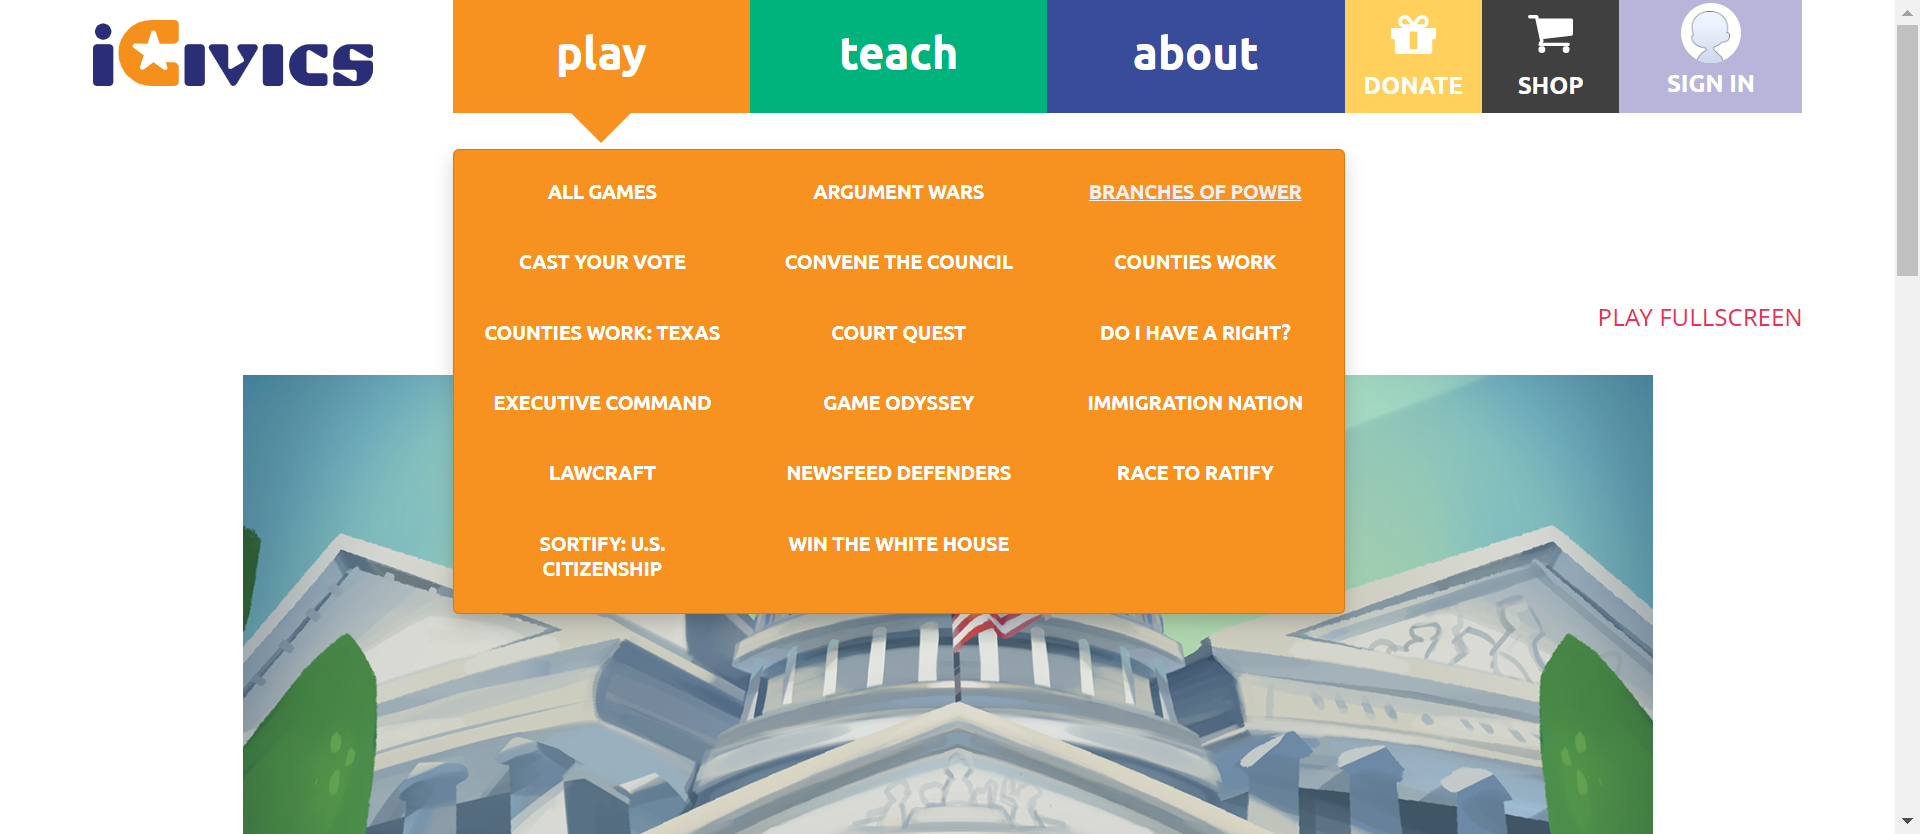 iCIVICS
play
teach
about
DONATE
SHOP
SIGN IN
ALL GAMES
ARGUMENT WARS
BRANCHES OF POWER
CAST YOUR VOTE
CONVENE THE COUNCIL
COUNTIES WORK
COUNTIES WORK: TEXAS
COURT QUEST
DO I HAVE A RIGHT?
EXECUTIVE COMMAND
GAME ODYSSEY
IMMIGRATION NATION
LAWCRAFT
NEWSFEED DEFENDERS
RACE TO RATIFY
SORTIFY: U.S.
CITIZENSHIP
WIN THE WHITE HOUSE
PLAY FULLSCREEN